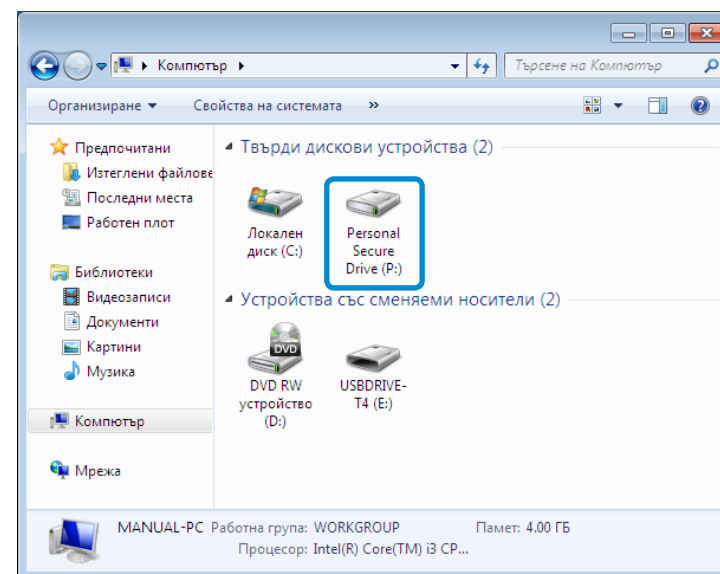 Компютър
Търсене на Компютър
Организиране Свойства на системата »
Предпочитани
Изтеглени файлове
Последни места
Работен плот
Библиотеки
Видеозаписи
Документи
Картини
Музика
Компютър
Мрежа
Твърди дискови устройства (2)
Локален
диск (C:)
Personal
Secure
Drive (P:)
Устройства със сменяеми носители (2)
DVD
DVD RW
устройство
(D:)
USBDRIVE-
T4 (E:)
MANUAL-PC Работна група: WORKGROUP Памет: 4.00 ГБ
Процесор: Intel(R) Core(TM) i3 CP...